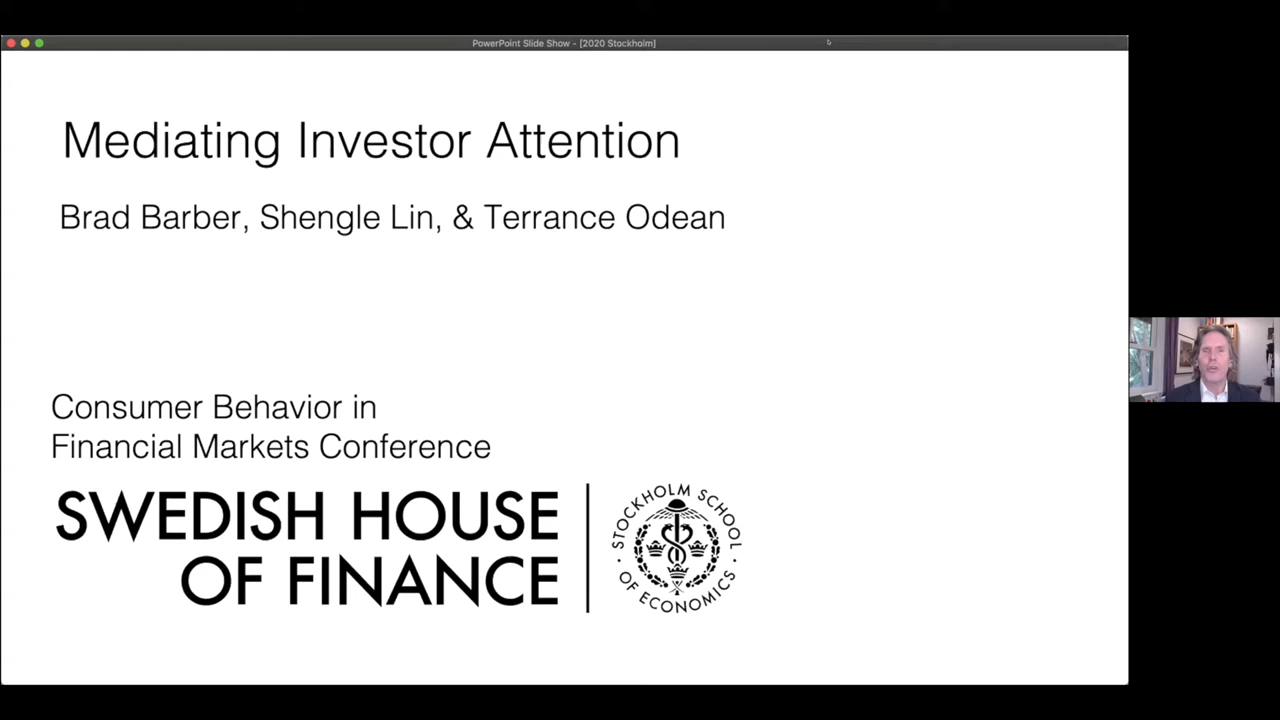 PowerPoint Slide Show - [2020 Stockholm]
Mediating Investor Attention
Brad Barber, Shengle Lin, & Terrance Odean
Consumer Behavior in
Financial Markets Conference
SWEDISH HOUSE
OF FINANCE
STOCKHOLM SCHOOL
· OF ECONOMICS ·